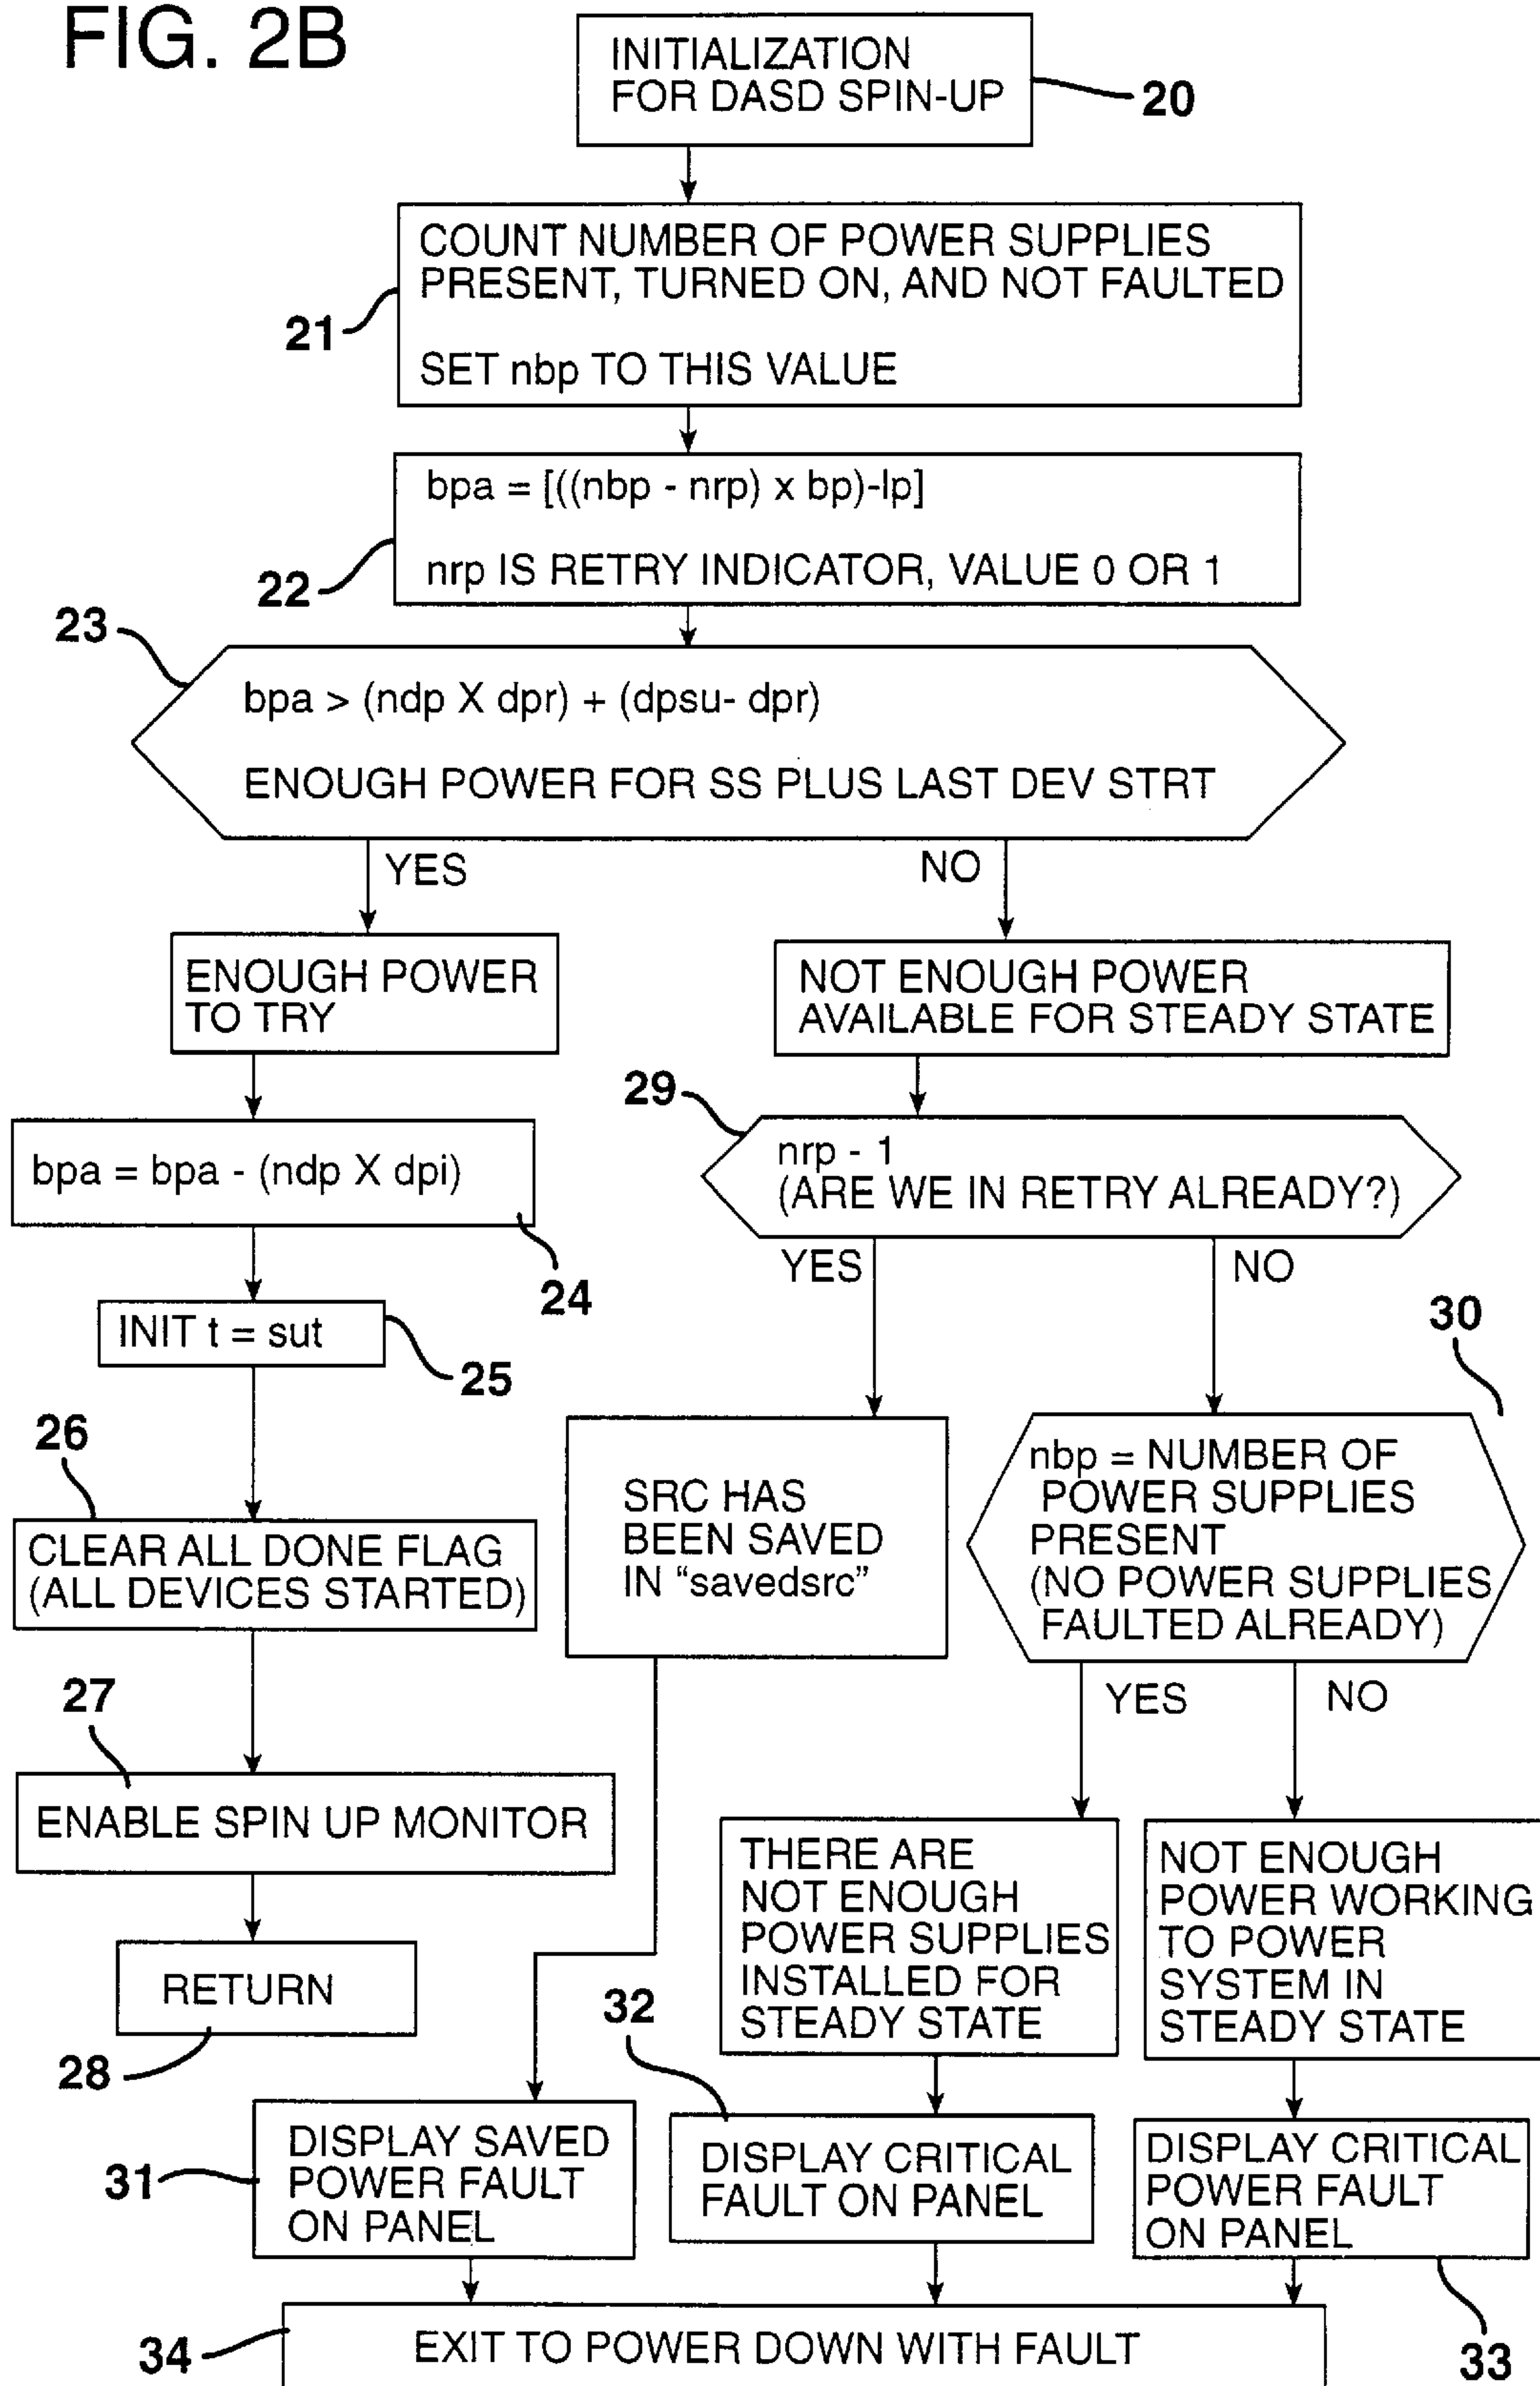 FIG. 2B
INITIALIZATION
FOR DASD SPIN-UP
20
COUNT NUMBER OF POWER SUPPLIES
PRESENT, TURNED ON, AND NOT FAULTED
SET nbp TO THIS VALUE
21
bpa = [((nbp - nrp) x bp)-lp]
nrp IS RETRY INDICATOR, VALUE 0 OR 1
22
23
bpa > (ndp X dpr) + (dpsu- dpr)
ENOUGH POWER FOR SS PLUS LAST DEV STRT
YES
NO
ENOUGH POWER
TO TRY
NOT ENOUGH POWER
AVAILABLE FOR STEADY STATE
29
bpa = bpa - (ndp X dpi)
24
nrp - 1
(ARE WE IN RETRY ALREADY?)
YES
NO
INIT t = sut
25
30
26
CLEAR ALL DONE FLAG
(ALL DEVICES STARTED)
SRC HAS
BEEN SAVED
IN “savedsrc”
nbp = NUMBER OF
POWER SUPPLIES
PRESENT
(NO POWER SUPPLIES
FAULTED ALREADY)
YES
NO
27
ENABLE SPIN UP MONITOR
THERE ARE
NOT ENOUGH
POWER SUPPLIES
INSTALLED FOR
STEADY STATE
NOT ENOUGH
POWER WORKING
TO POWER
SYSTEM IN
STEADY STATE
RETURN
28
32
31
DISPLAY SAVED
POWER FAULT
ON PANEL
DISPLAY CRITICAL
FAULT ON PANEL
DISPLAY CRITICAL
POWER FAULT
ON PANEL
33
34
EXIT TO POWER DOWN WITH FAULT